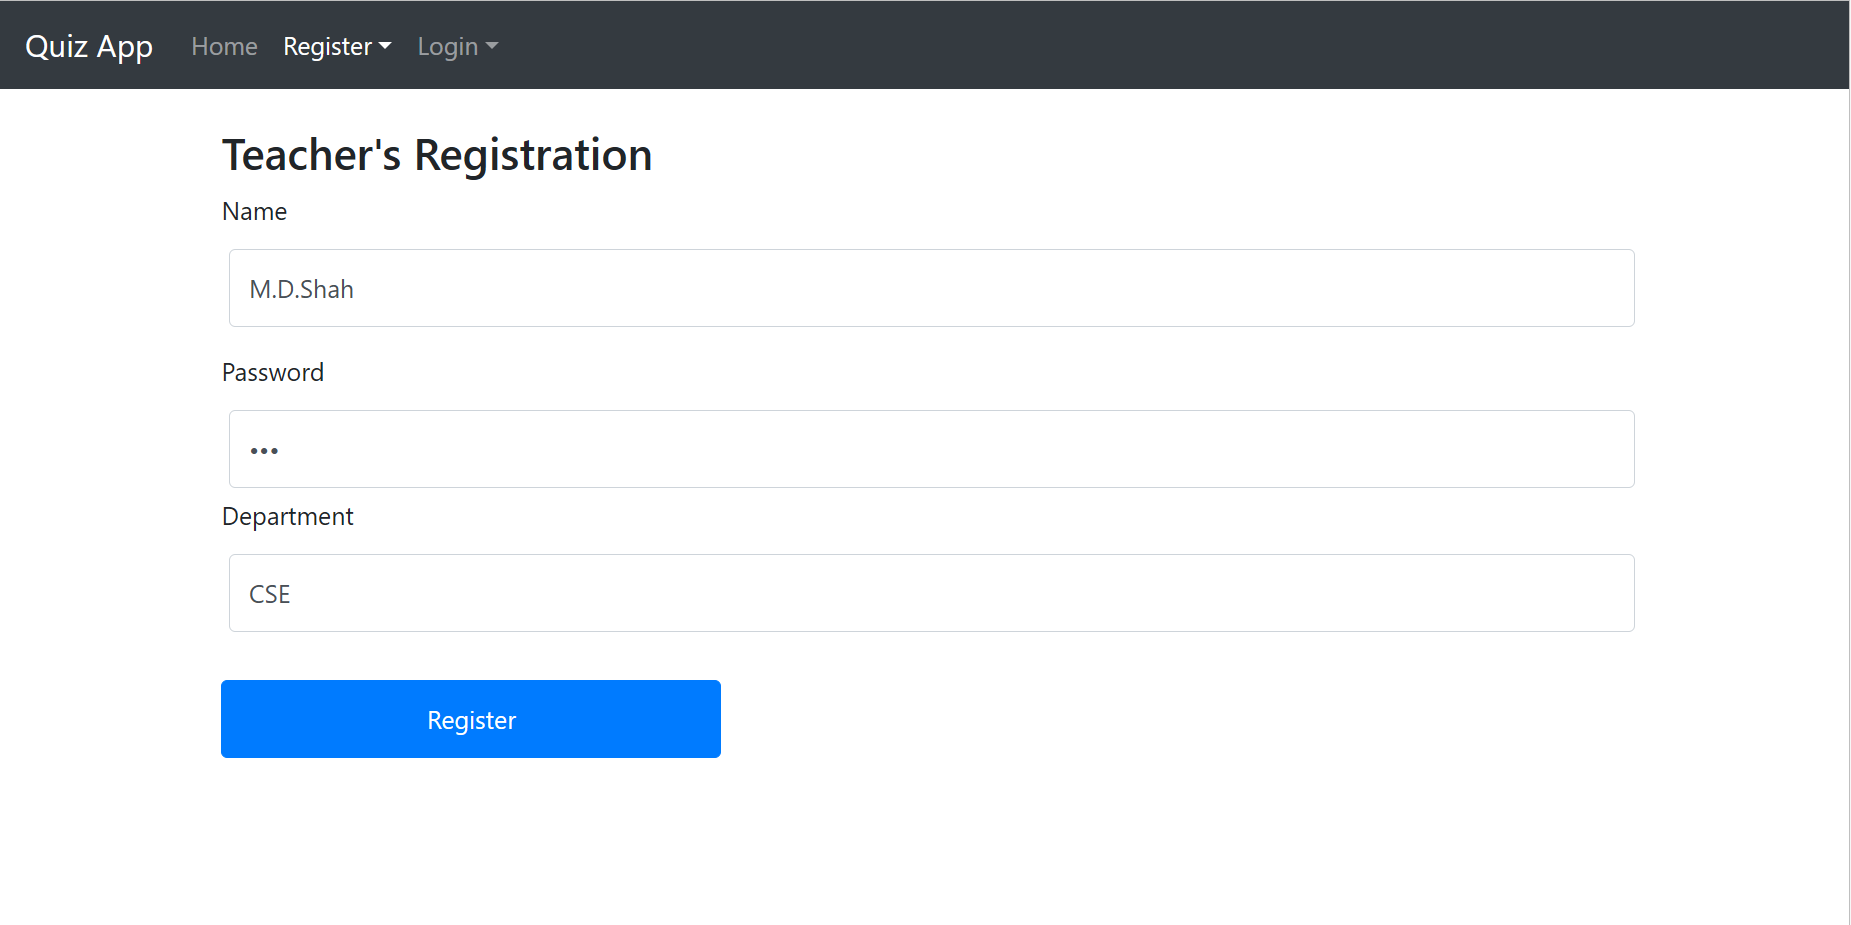 Quiz App Home Register Login
Teacher's Registration
Name
M.D.Shah
Password
•••
Department
CSE
Register